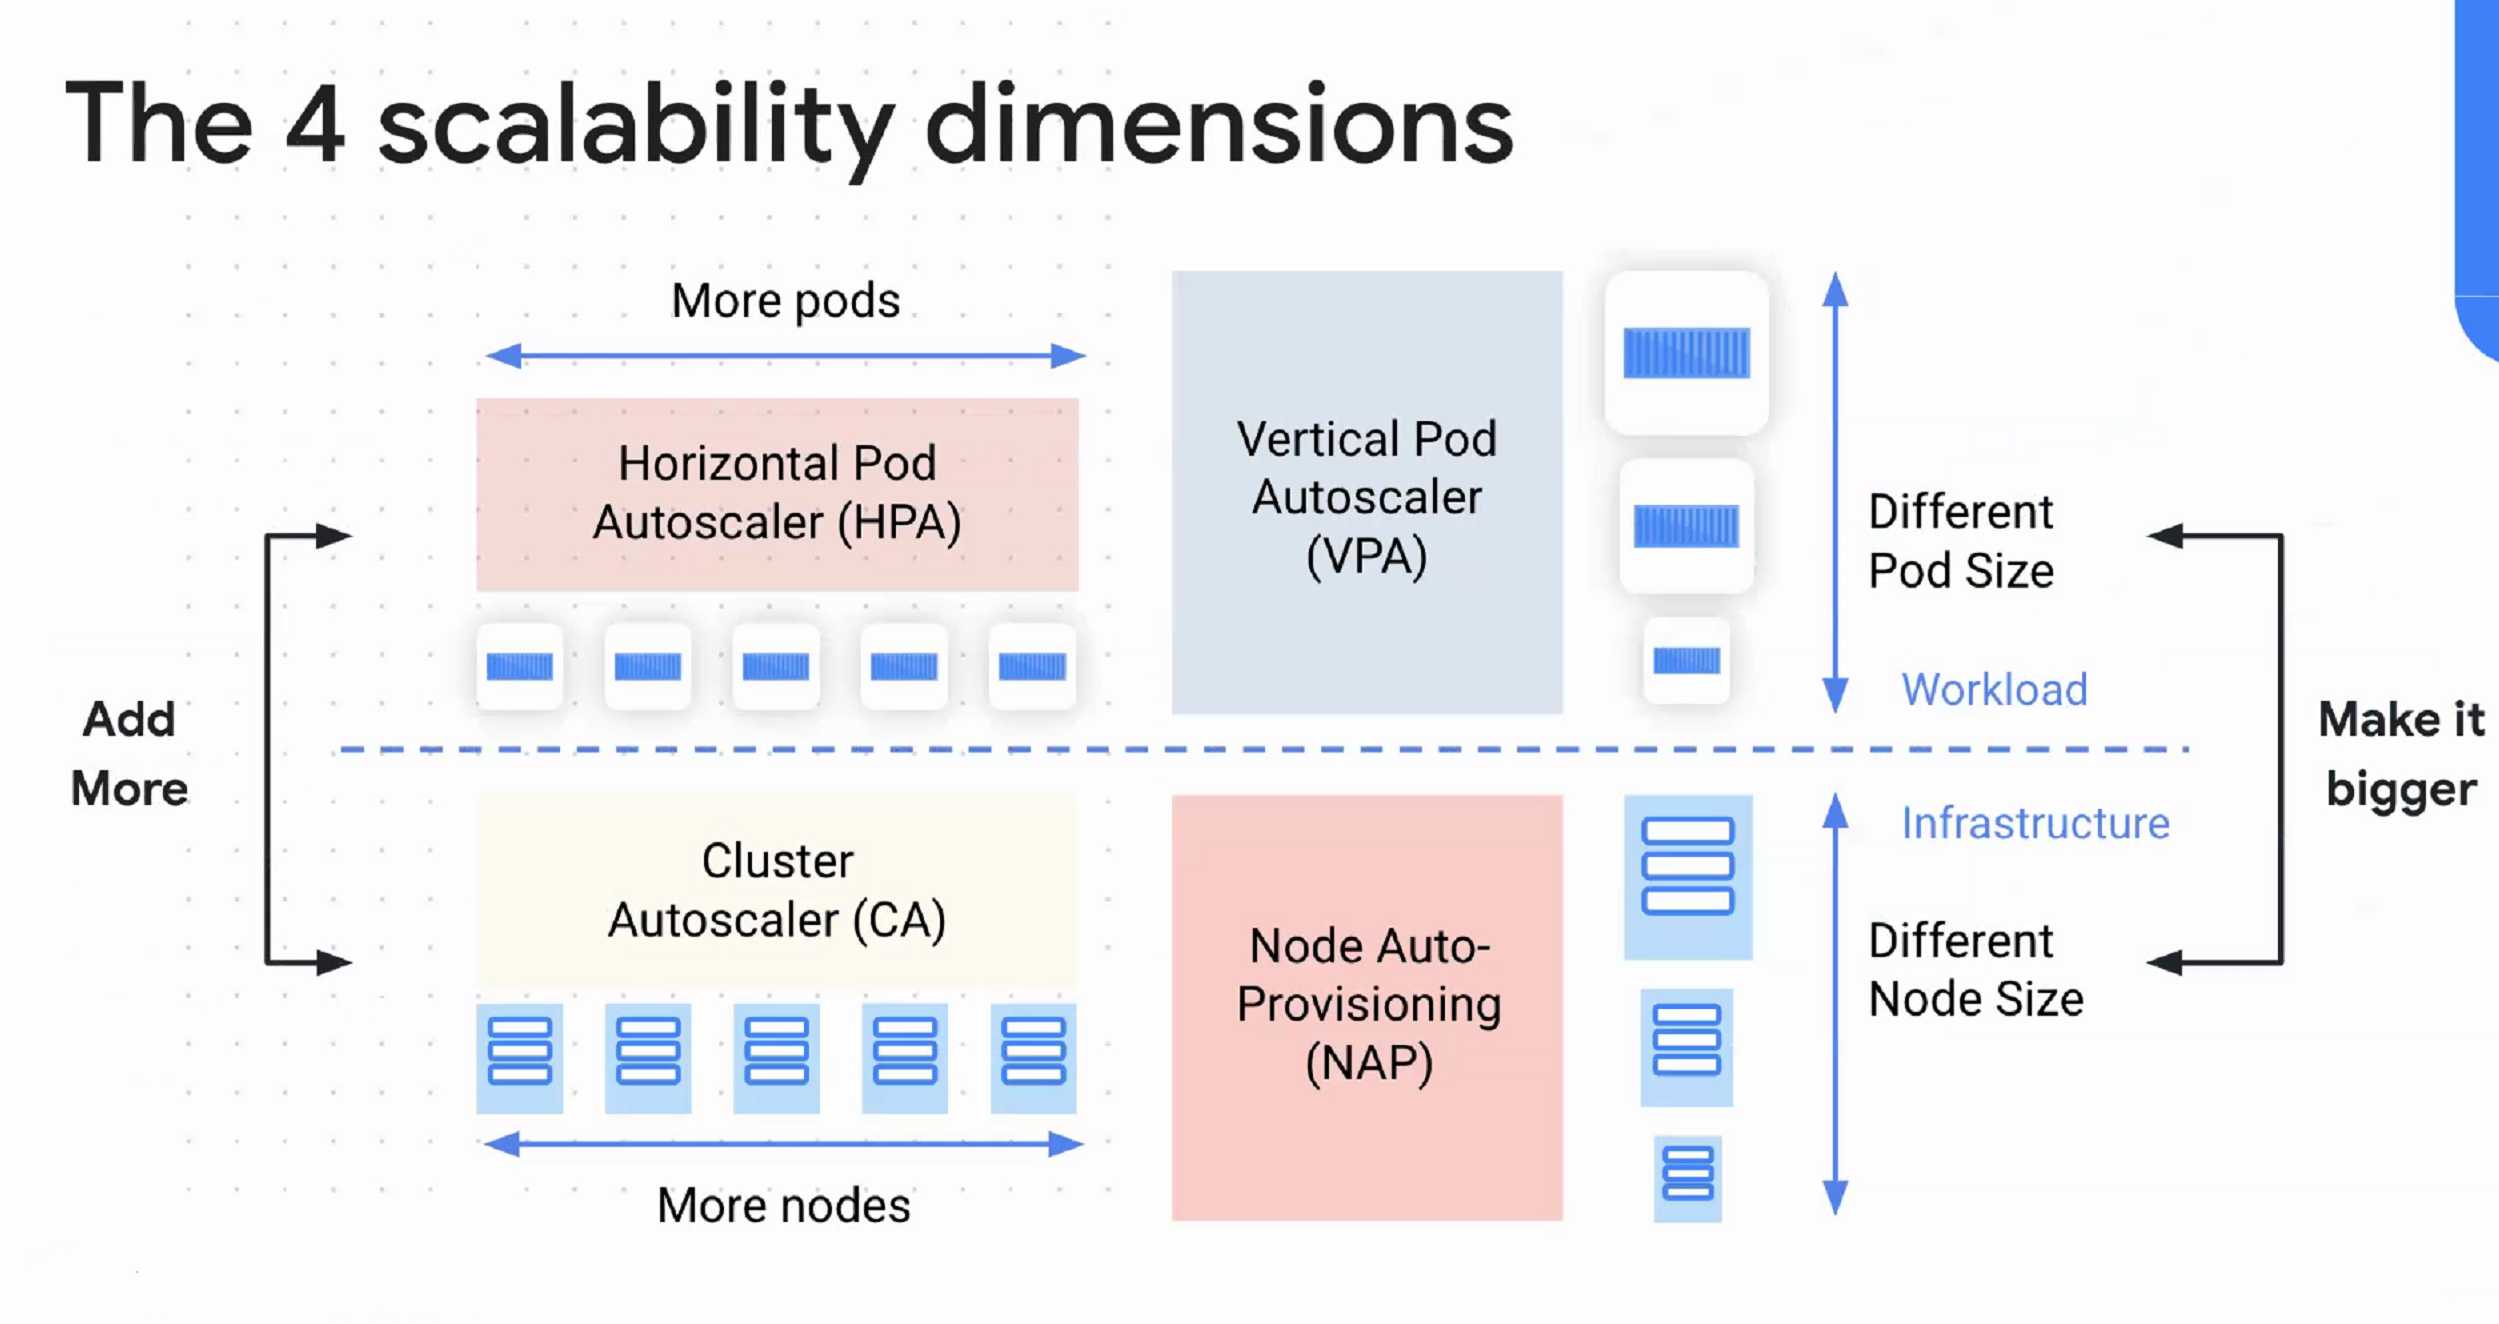 The 4 scalability dimensions
More pods
Horizontal Pod
Autoscaler (HPA)
Vertical Pod
Autoscaler
(VPA)
Different
Pod Size
Workload
Add
More
Make it
bigger
Infrastructure
Cluster
Autoscaler (CA)
Node Auto-
Provisioning
(NAP)
Different
Node Size
More nodes